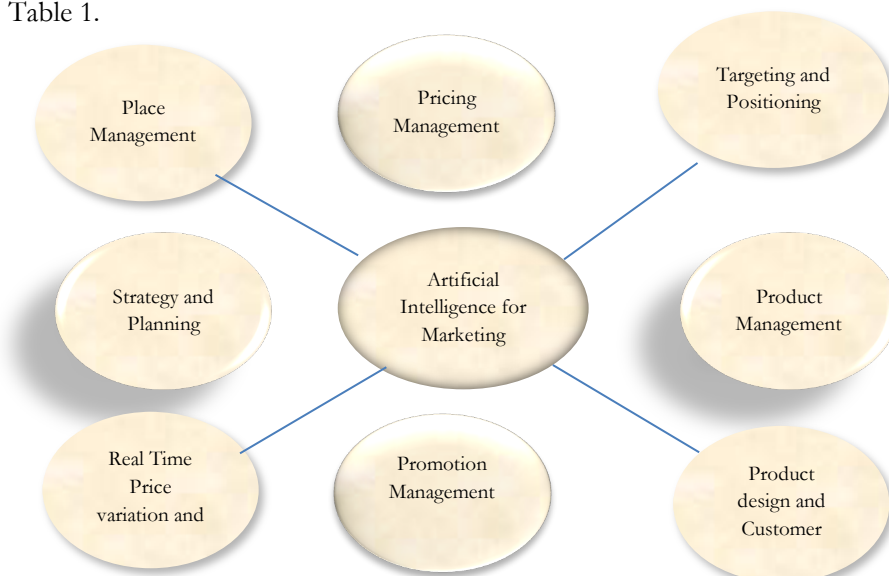 Table 1.
Place
Management
Pricing
Management
Targeting and
Positioning
Strategy and
Planning
Artificial
Intelligence for
Marketing
Product
Management
Real Time
Price
variation and
Promotion
Management
Product
design and
Customer